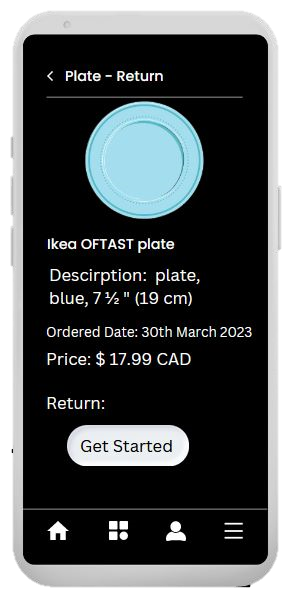 Plate - Return
Ikea OFTAST plate
Descirption: plate,
blue, 7 ½ " (19 cm)
Ordered Date: 30th March 2023
Price: $ 17.99 CAD
Return:
Get Started